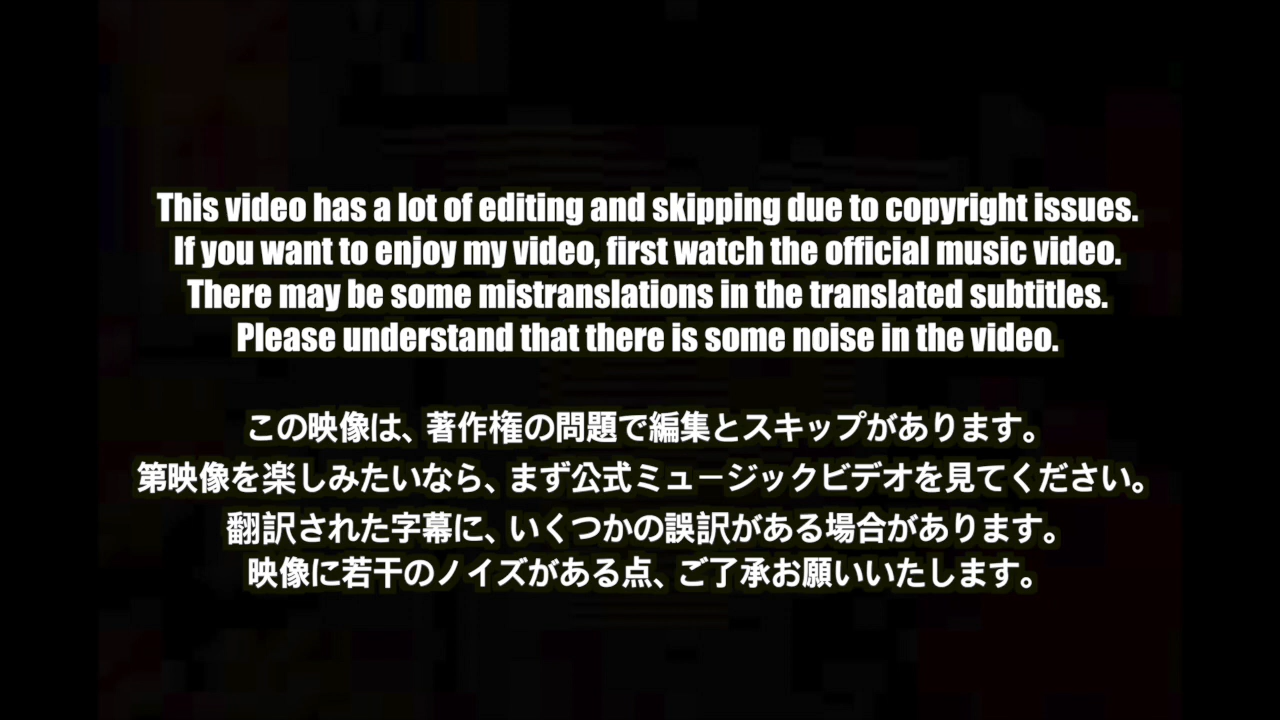 This video has a lot of editing and skipping due to copyright issues.
If you want to enjoy my video, first watch the official music video.
There may be some mistranslations in the translated subtitles.
Please understand that there is some noise in the video.
この映像は、著作権の問題で編集とスキップがあります。
第映像を楽しみたいなら、まず公式ミュージックビデオを見てください。
翻訳された字幕に、いくつかの誤訳がある場合があります。
映像に若干のノイズがある点、ご了承お願いいたします。